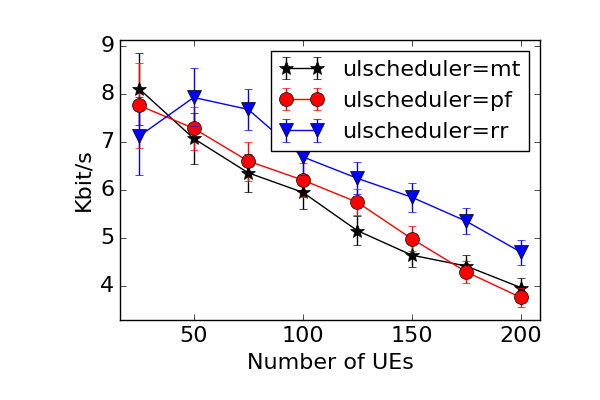 9
8
7
6
5
4
Kbit/s
ulscheduler=mt
ulscheduler=pf
ulscheduler=rr
50
100
150
200
Number of UEs